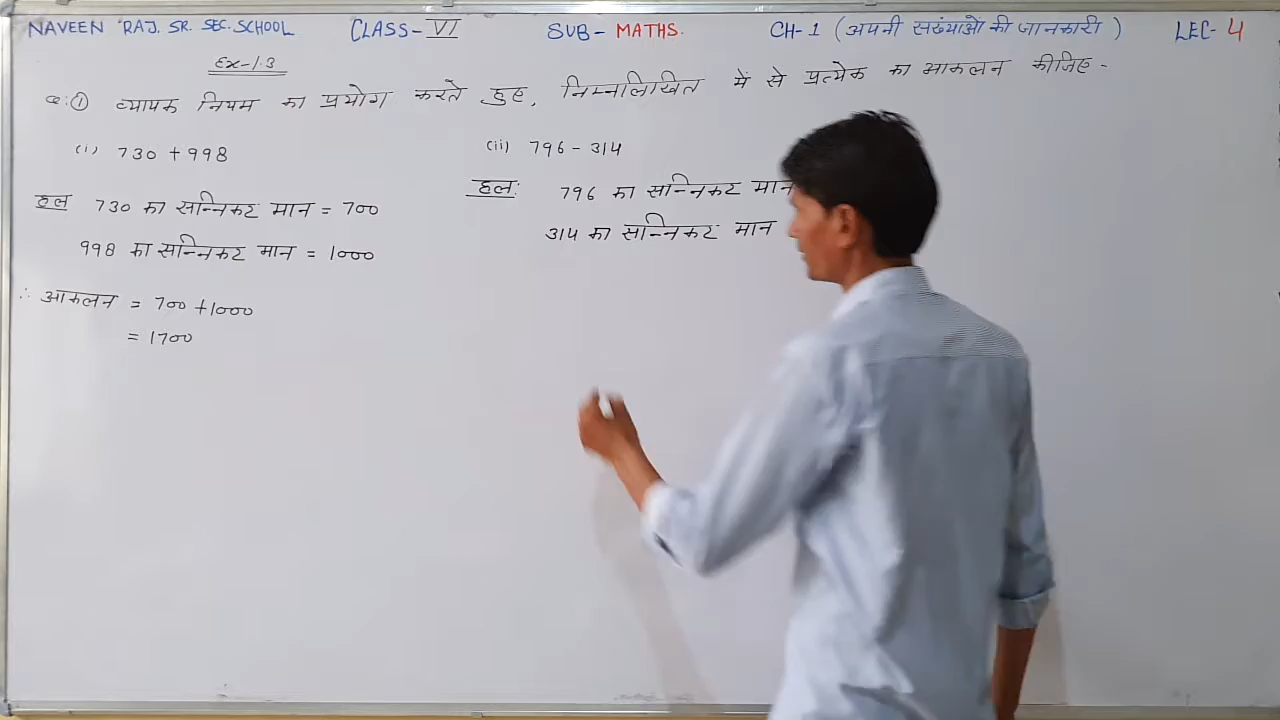 NAVEEN RAJ. SR. SEC. SCHOOL CLASS-VI SUB- MATHS. CH-1 (अपनी संख्याओं की जानकारी) LEC- 4
Ex-1.3
Q:① व्यापक नियम का प्रयोग करते हुए, निम्नलिखित में से प्रत्येक का आकलन कीजिए -
(i) 730 + 998
हल 730 का सन्निकट मान = 700
998 का सन्निकट मान = 1000
∴ आकलन = 700 + 1000
= 1700
(ii) 796 - 314
हल: 796 का सन्निकट मान
314 का सन्निकट मान